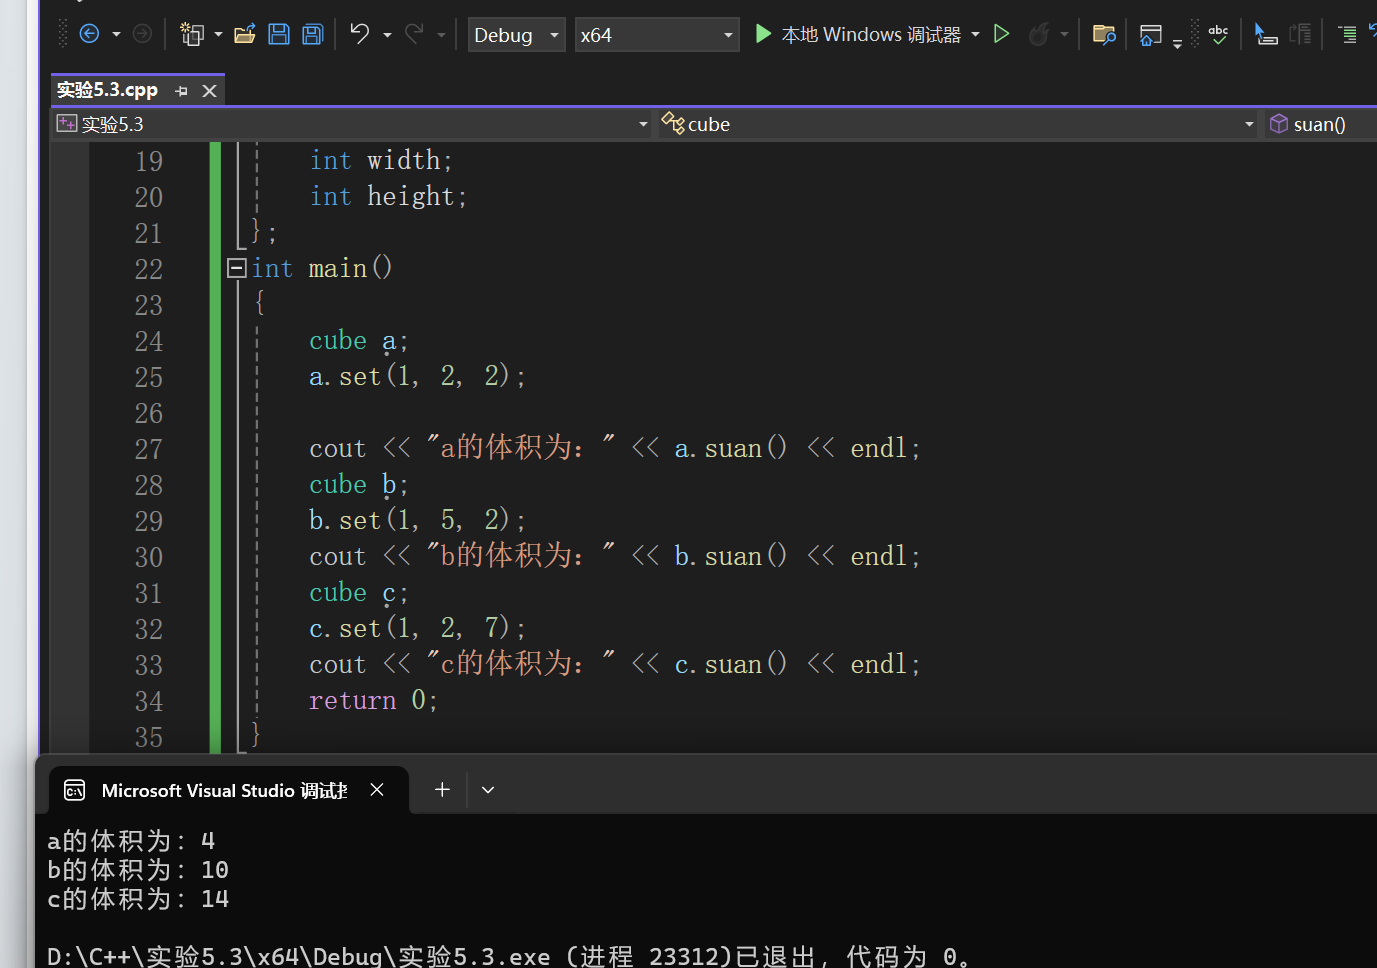 Debug x64 本地 Windows 调试器 abc
实验5.3.cpp
实验5.3 cube suan()
19 int width;
20 int height;
21 };
22 int main()
23 {
24 cube a;
25 a.set(1, 2, 2);
26
27 cout << "a的体积为：" << a.suan() << endl;
28 cube b;
29 b.set(1, 5, 2);
30 cout << "b的体积为：" << b.suan() << endl;
31 cube c;
32 c.set(1, 2, 7);
33 cout << "c的体积为：" << c.suan() << endl;
34 return 0;
35 }
Microsoft Visual Studio 调试
a的体积为：4
b的体积为：10
c的体积为：14
D:\C++\实验5.3\x64\Debug\实验5.3.exe (进程 23312)已退出，代码为 0。